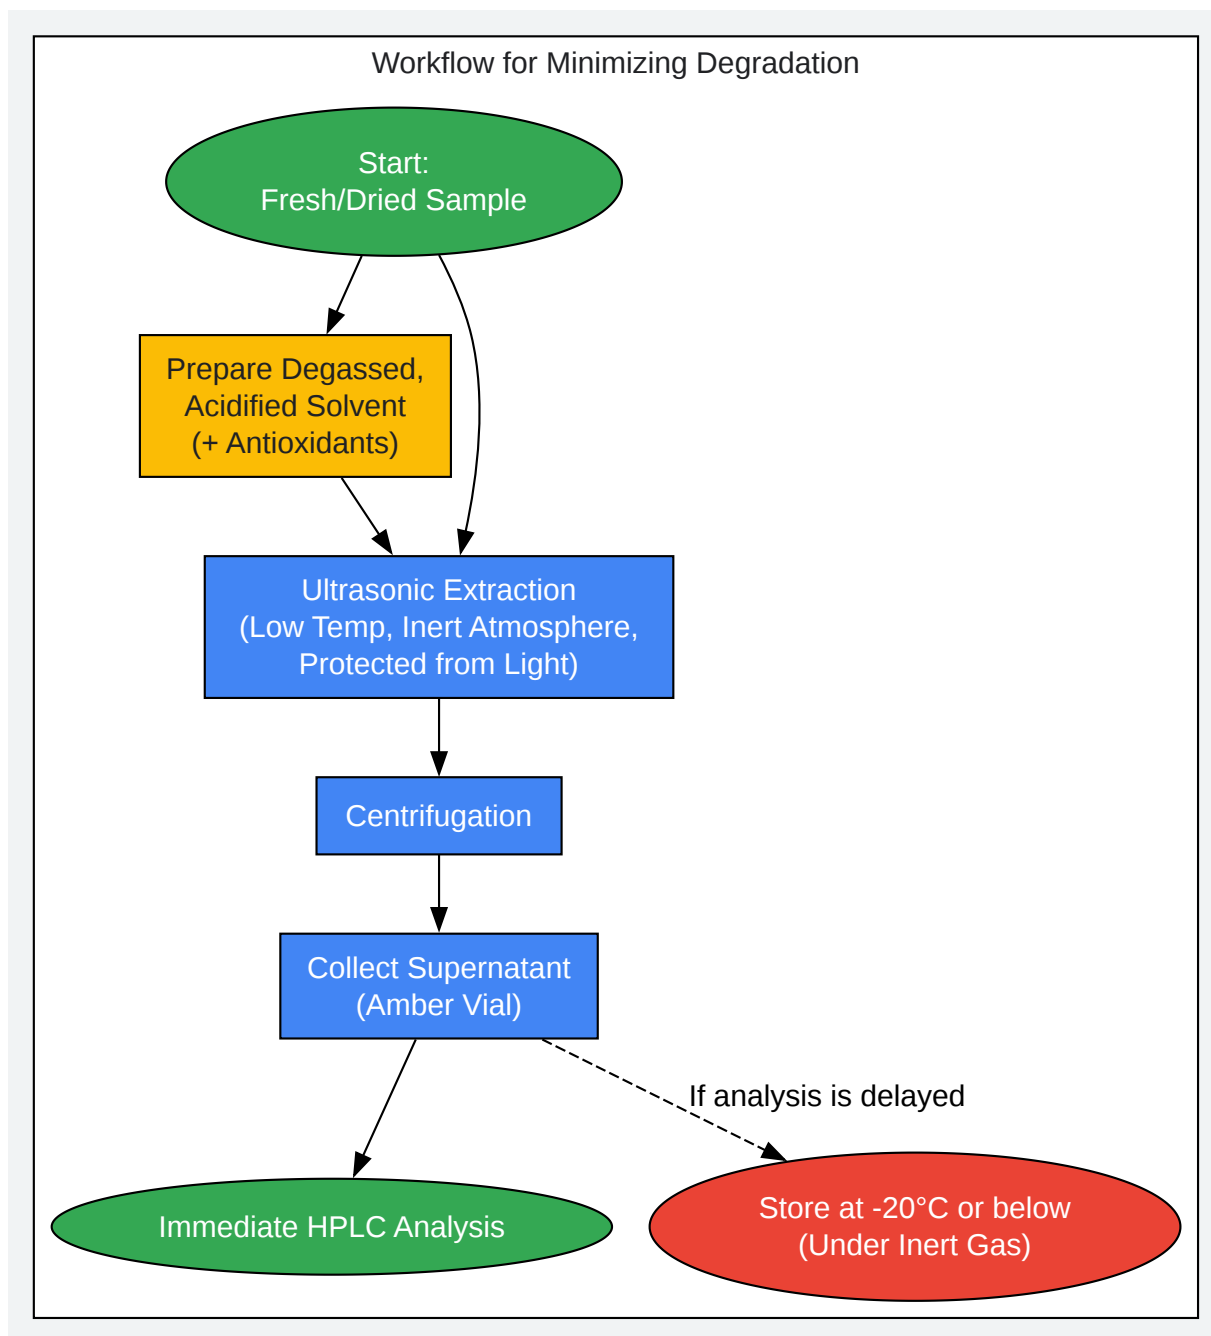 Workflow for Minimizing Degradation
Start:
Fresh/Dried Sample
Prepare Degassed,
Acidified Solvent
(+ Antioxidants)
Ultrasonic Extraction
(Low Temp, Inert Atmosphere,
Protected from Light)
Centrifugation
Collect Supernatant
(Amber Vial)
If analysis is delayed
Immediate HPLC Analysis
Store at -20°C or below
(Under Inert Gas)